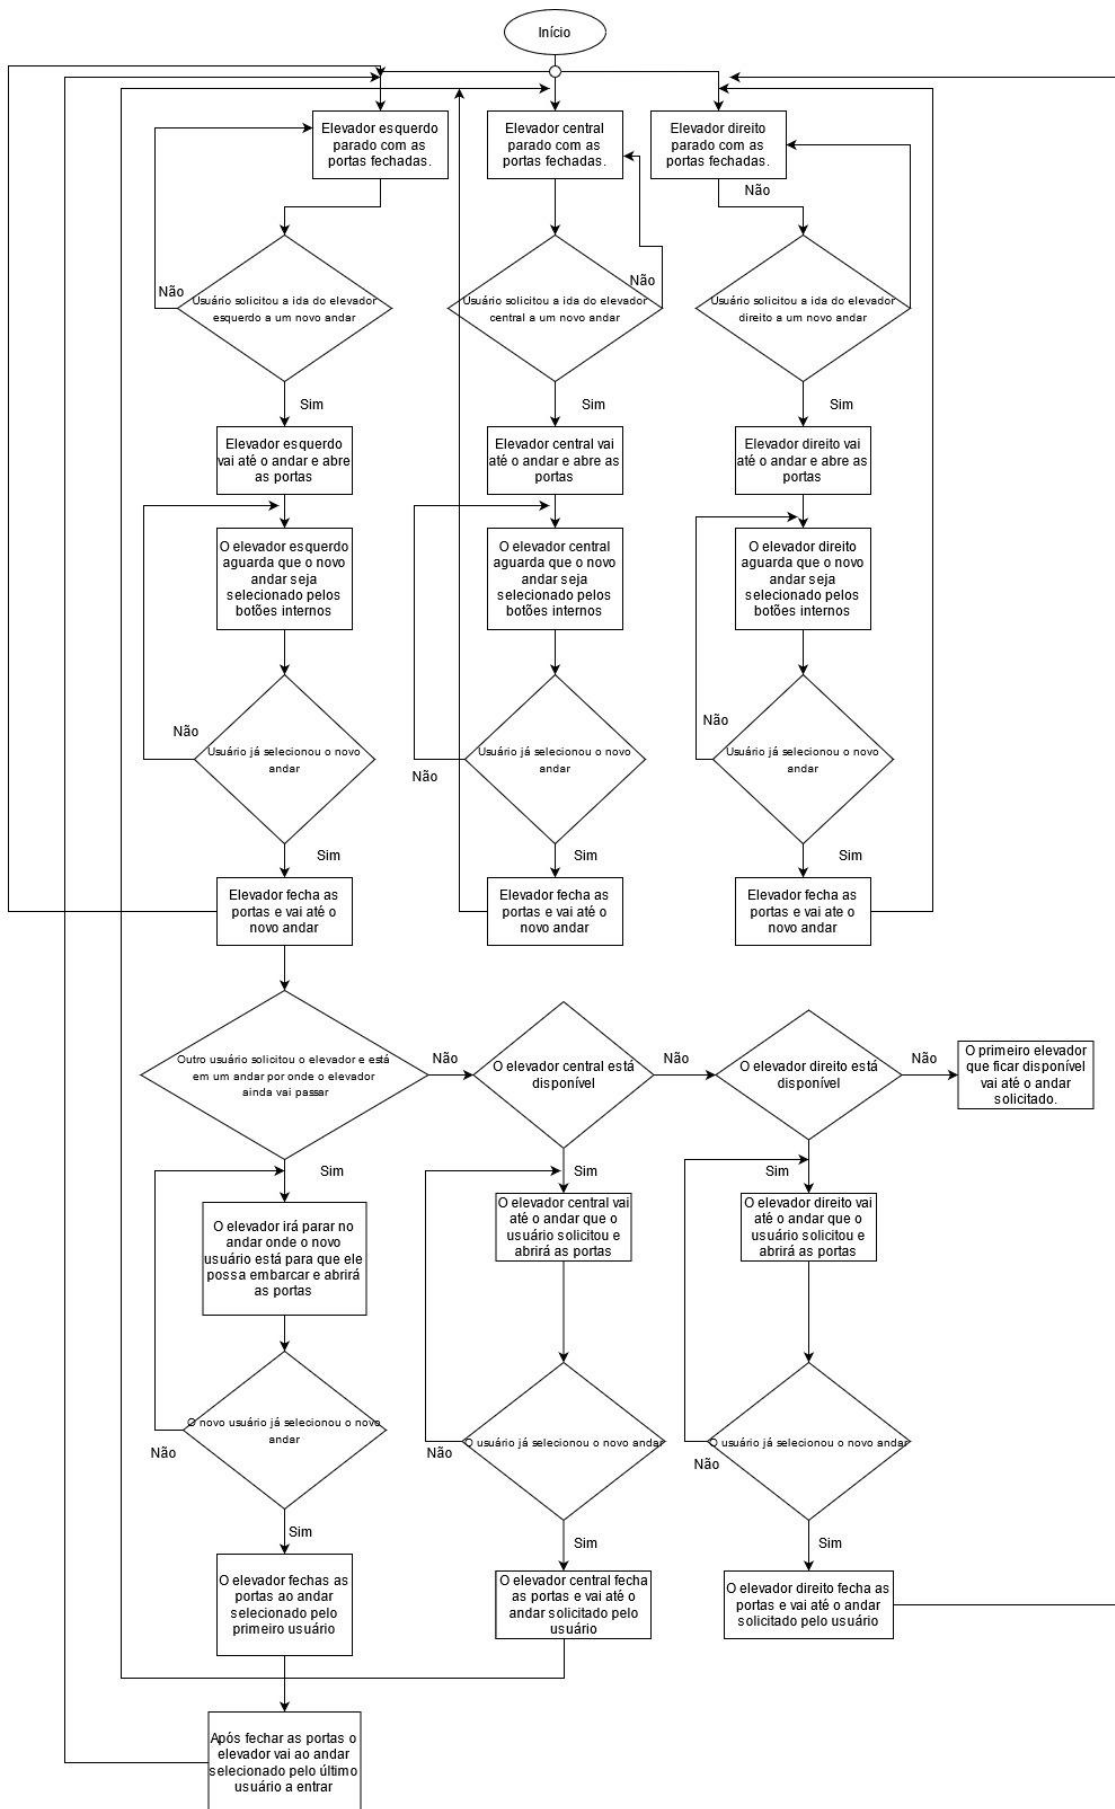 Início
Elevador esquerdo
parado com as
portas fechadas.
Elevador central
parado com as
portas fechadas.
Elevador direito
parado com as
portas fechadas.
Não
Não
Usuário solicitou a ida do elevador
esquerdo a um novo andar
Não
Usuário solicitou a ida do elevador
central a um novo andar
Usuário solicitou a ida do elevador
direito a um novo andar
Sim
Sim
Sim
Elevador esquerdo
vai até o andar e abre
as portas
Elevador central vai
até o andar e abre as
portas
Elevador direito vai
até o andar e abre as
portas
O elevador esquerdo
aguarda que o novo
andar seja
selecionado pelos
botões internos
O elevador central
aguarda que o novo
andar seja
selecionado pelos
botões internos
O elevador direito
aguarda que o novo
andar seja
selecionado pelos
botões internos
Não
Usuário já selecionou o novo
andar
Não
Usuário já selecionou o novo
andar
Não
Usuário já selecionou o novo
andar
Sim
Sim
Sim
Elevador fecha as
portas e vai até o
novo andar
Elevador fecha as
portas e vai até o
novo andar
Elevador fecha as
portas e vai ate o
novo andar
Outro usuário solicitou o elevador e está
em um andar por onde o elevador
ainda vai passar
Não
O elevador central está
disponível
Não
O elevador direito está
disponível
Não
O primeiro elevador
que ficar disponível
vai até o andar
solicitado.
Sim
Sim
Sim
O elevador irá parar no
andar onde o novo
usuário está para que ele
possa embarcar e abrirá
as portas
O elevador central vai
até o andar que o
usuário solicitou e
abrirá as portas
O elevador direito vai
até o andar que o
usuário solicitou e
abrirá as portas
O novo usuário já selecionou o novo
andar
Não
O usuário já selecionou o novo andar
Não
O usuário já selecionou o novo andar
Não
Sim
Sim
Sim
O elevador fechas as
portas ao andar
selecionado pelo
primeiro usuário
O elevador central fecha
as portas e vai até o
andar solicitado pelo
usuário
O elevador direito fecha as
portas e vai até o andar
solicitado pelo usuário
Após fechar as portas o
elevador vai ao andar
selecionado pelo último
usuário a entrar